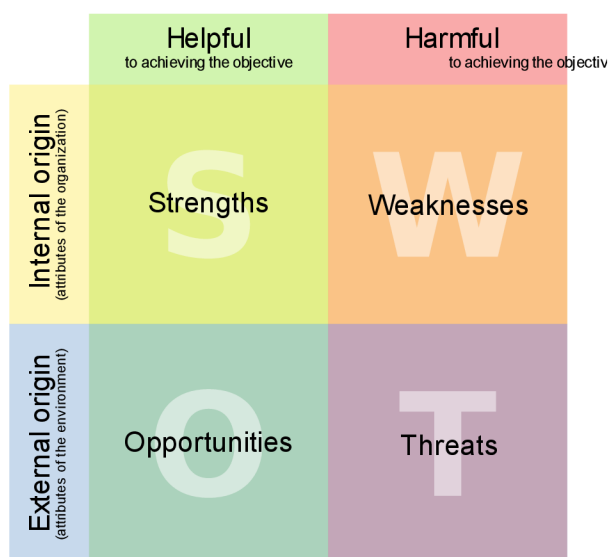 Helpful
to achieving the objective
Harmful
to achieving the objectiv
Internal origin
(attributes of the organization)
S
Strengths
W
Weaknesses
External origin
(attributes of the environment)
O
Opportunities
T
Threats